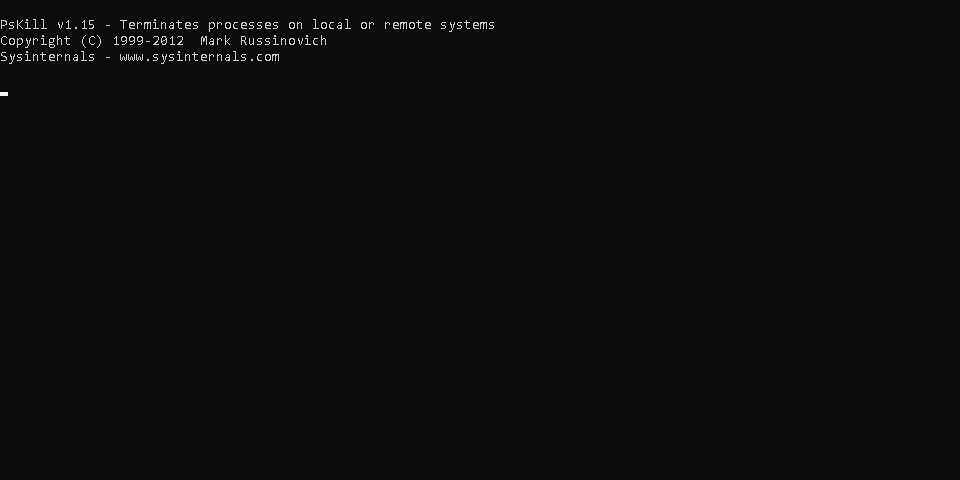 PsKill v1.15 - Terminates processes on local or remote systems
Copyright (C) 1999-2012  Mark Russinovich
Sysinternals - www.sysinternals.com